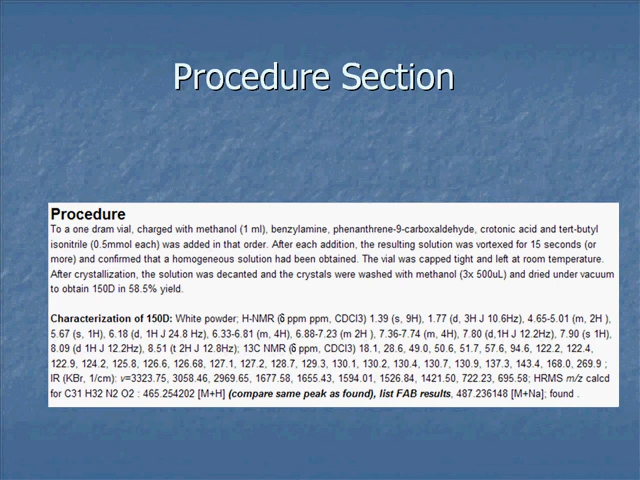 Procedure Section
Procedure
To a one dram vial, charged with methanol (1 ml), benzylamine, phenanthrene-9-carboxaldehyde, crotonic acid and tert-butyl
isonitrile (0.5mmol each) was added in that order. After each addition, the resulting solution was vortexed for 15 seconds (or
more) and confirmed that a homogeneous solution had been obtained. The vial was capped tight and left at room temperature.
After crystallization, the solution was decanted and the crystals were washed with methanol (3x 500uL) and dried under vacuum
to obtain 150D in 58.5% yield.
Characterization of 150D: White powder; H-NMR (δ ppm ppm, CDCl3) 1.39 (s, 9H), 1.77 (d, 3H J 10.6Hz), 4.65-5.01 (m, 2H ),
5.67 (s, 1H), 6.18 (d, 1H J 24.8 Hz), 6.33-6.81 (m, 4H), 6.88-7.23 (m 2H ), 7.36-7.74 (m, 4H), 7.80 (d,1H J 12.2Hz), 7.90 (s 1H),
8.09 (d 1H J 12.2Hz), 8.51 (t 2H J 12.8Hz); 13C NMR (δ ppm, CDCl3) 18.1, 28.6, 49.0, 50.6, 51.7, 57.6, 94.6, 122.2, 122.4,
122.9, 124.2, 125.8, 126.6, 126.68, 127.1, 127.2, 128.7, 129.3, 130.1, 130.2, 130.4, 130.7, 130.9, 137.3, 143.4, 168.0, 269.9 ;
IR (KBr, 1/cm): v=3323.75, 3058.46, 2969.65, 1677.58, 1655.43, 1594.01, 1526.84, 1421.50, 722.23, 695.58; HRMS m/z calcd
for C31 H32 N2 O2 : 465.254202 [M+H] (compare same peak as found), list FAB results, 487.236148 [M+Na]; found .